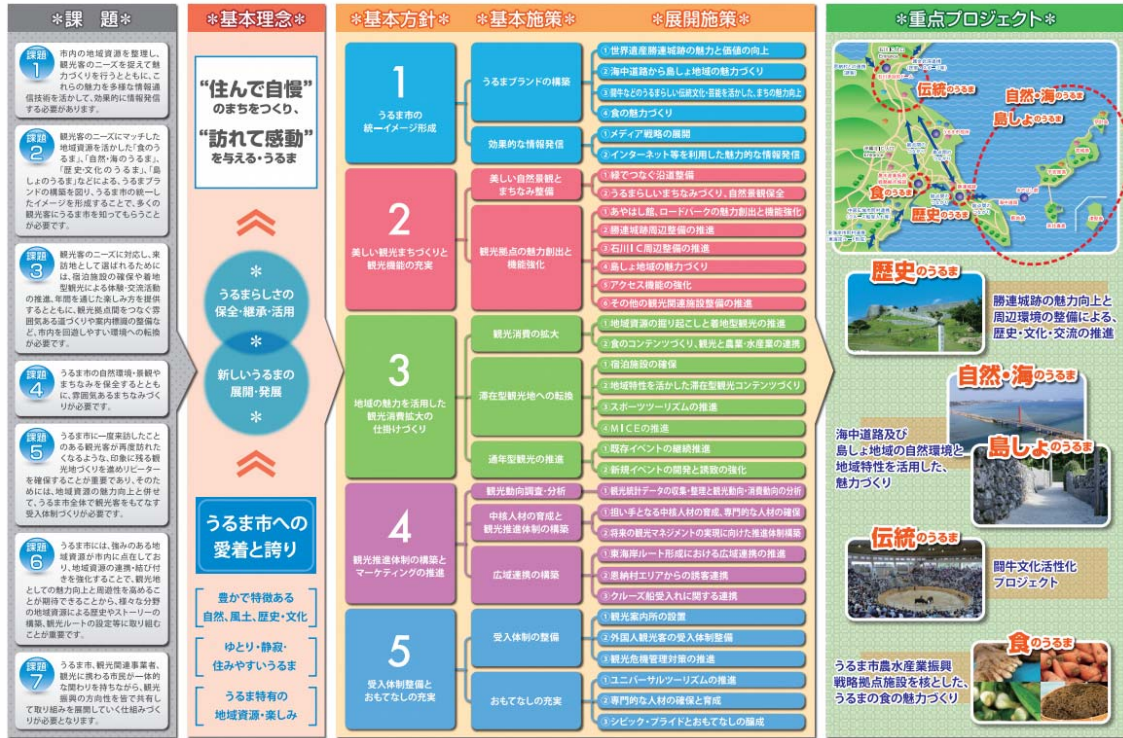 ＊課 題＊
課題
1
市内の地域資源を整理し、
観光客のニーズを捉えて魅
力づくりを行うとともに、こ
れらの魅力を多様な情報通
信技術を活かして、効果的に情報発信
する必要があります。
課題
2
観光客のニーズにマッチした
地域資源を活かした「食のう
るま」、「自然・海のうるま」、
「歴史・文化のうるま」、「島
しょのうるま」などによる、うるまブラ
ンドの構築を図り、うるま市の統一し
たイメージを形成することで、多くの
観光客にうるま市を知ってもらうこと
が必要です。
課題
3
観光客のニーズに対応し、来
訪地として選ばれるためには、
宿泊施設の確保や着地
型観光による体験・交流活動
の推進、年間を通じた楽しみ方を提供
するとともに、観光拠点間をつなぐ雰
囲気ある道づくりや案内標識の整備な
ど、市内を回遊しやすい環境への転換
が必要です。
課題
4
うるま市の自然環境・景観や
まちなみを保全するととも
に、雰囲気あるまちなみづく
りが必要です。
課題
5
うるま市に一度来訪したこと
のある観光客が再度訪れたく
なるような、印象に残る観
光地づくりを進めリピーター
を確保することが重要であり、そのた
めには、地域資源の魅力向上と併せ
て、うるま市全体で観光客をもてなす
受入体制づくりが必要です。
課題
6
うるま市には、強みのある地
域資源が市内に点在してお
り、地域資源の連携・結び付
きを強化することで、観光地
としての魅力向上と周遊性を高めるこ
とが期待できることから、様々な分野
の地域資源による歴史やストーリーの
構築、観光ルートの設定等に取り組む
ことが重要です。
課題
7
うるま市、観光関連事業者、
観光に携わる市民が一体的
な関わりを持ちながら、観光
振興の方向性を皆で共有し
て取り組みを展開していく仕組みづく
りが必要となります。
＊基本理念＊
“住んで自慢”
のまちをつくり、
“訪れて感動”
を与える・うるま
うるまらしさの
保全・継承・活用
新しいうるまの
展開・発展
うるま市への
愛着と誇り
豊かで特徴ある
自然、風土、歴史・文化
ゆとり・静寂・
住みやすいうるま
うるま特有の
地域資源・楽しみ
＊基本方針＊ ＊基本施策＊ ＊展開施策＊
1
うるま市の
統一イメージ形成
うるまブランドの構築
①世界遺産勝連城跡の魅力と価値の向上
②海中道路から島しょ地域の魅力づくり
③闘牛などのうるまらしい伝統文化・芸能を活かした、まちの魅力向上
④食の魅力づくり
効果的な情報発信
①メディア戦略の展開
②インターネット等を利用した魅力的な情報発信
2
美しい観光まちづくりと
観光機能の充実
美しい自然景観と
まちなみ整備
①緑でつなぐ沿道整備
②うるまらしいまちなみづくり、自然景観保全
観光拠点の魅力創出と
機能強化
①あやはし館、ロードパークの魅力創出と機能強化
②勝連城跡周辺整備の推進
③石川ＩＣ周辺整備の推進
④島しょ地域の魅力づくり
⑤アクセス機能の強化
⑥その他の観光関連施設整備の推進
3
地域の魅力を活用した
観光消費拡大の
仕掛けづくり
観光消費の拡大
①地域資源の掘り起こしと着地型観光の推進
②食のコンテンツづくり、観光と農業・水産業の連携
滞在型観光地への転換
①宿泊施設の確保
②地域特性を活かした滞在型観光コンテンツづくり
③スポーツツーリズムの推進
④ＭＩＣＥの推進
通年型観光の推進
①既存イベントの継続推進
②新規イベントの開発と誘致の強化
4
観光推進体制の構築と
マーケティングの推進
観光動向調査・分析
①観光統計データの収集・整理と観光動向・消費動向の分析
中核人材の育成と
観光推進体制の構築
①担い手となる中核人材の育成、専門的な人材の確保
②将来の観光マネジメントの実現に向けた推進体制構築
広域連携の構築
①東海岸ルート形成における広域連携の推進
②恩納村エリアからの誘客連携
③クルーズ船受入れに関する連携
5
受入体制整備と
おもてなしの充実
受入体制の整備
①観光案内所の設置
②外国人観光客の受入体制整備
③観光危機管理対策の推進
おもてなしの充実
①ユニバーサルツーリズムの推進
②専門的な人材の確保と育成
③シビック・プライドとおもてなしの醸成
＊重点プロジェクト＊
伝統のうるま
自然・海のうるま
島しょのうるま
食のうるま
歴史のうるま
歴史のうるま
勝連城跡の魅力向上と
周辺環境の整備による、
歴史・文化・交流の推進
自然・海のうるま
島しょのうるま
海中道路及び
島しょ地域の自然環境と
地域特性を活用した、
魅力づくり
伝統のうるま
闘牛文化活性化
プロジェクト
食のうるま
うるま市農水産業振興
戦略拠点施設を核とした、
うるまの食の魅力づくり